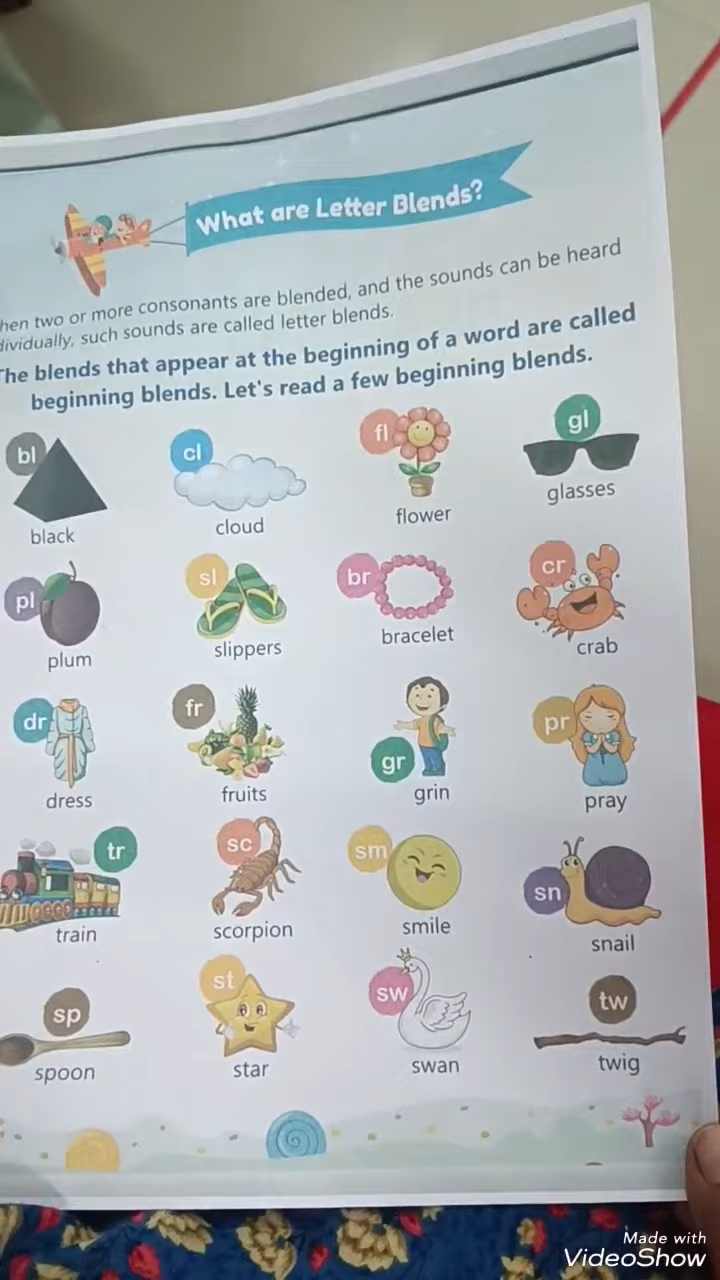 What are Letter Blends?
hen two or more consonants are blended, and the sounds can be heard
dividually, such sounds are called letter blends.
The blends that appear at the beginning of a word are called
beginning blends. Let's read a few beginning blends.
bl cl fl gl
black cloud flower glasses
pl sl br cr
plum slippers bracelet crab
dr fr gr pr
dress fruits grin pray
tr sc sm sn
train scorpion smile snail
sp st sw tw
spoon star swan twig
Made with
VideoShow